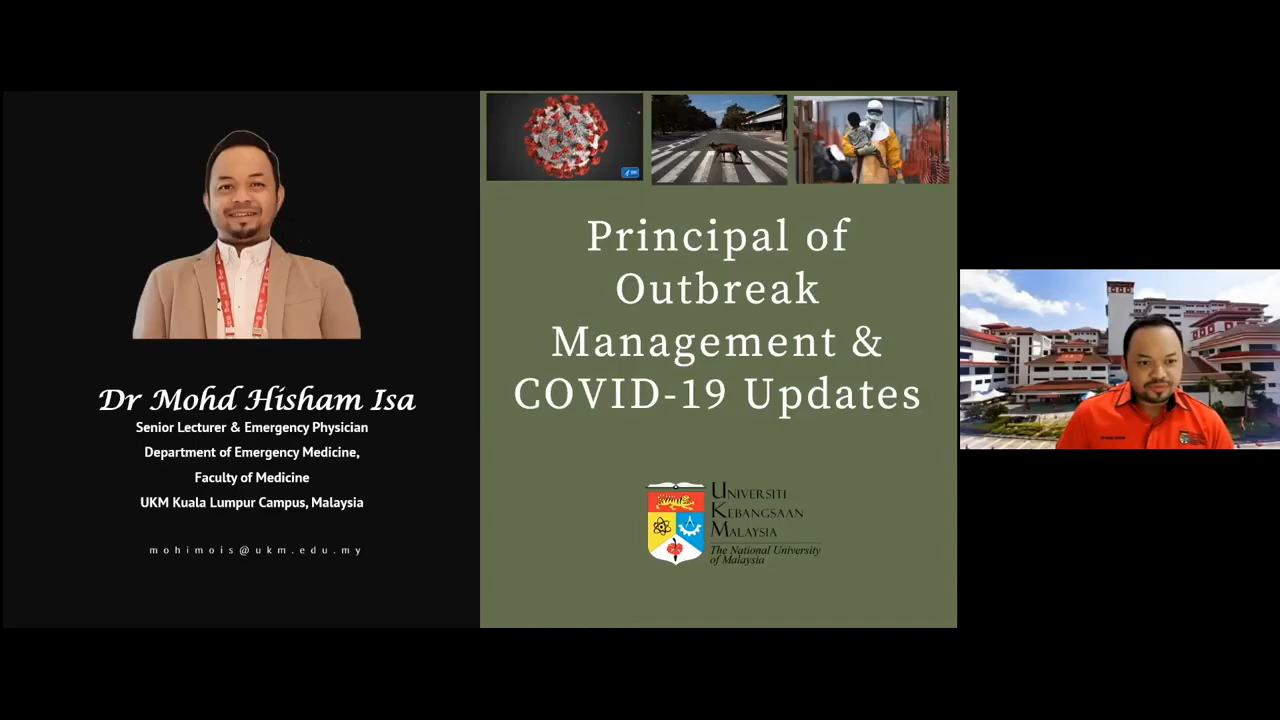 Dr Mohd Hisham Isa
Senior Lecturer & Emergency Physician
Department of Emergency Medicine,
Faculty of Medicine
UKM Kuala Lumpur Campus, Malaysia
mohimois@ukm.edu.my
Principal of
Outbreak
Management &
COVID-19 Updates
UNIVERSITI
KEBANGSAAN
MALAYSIA
The National University
of Malaysia